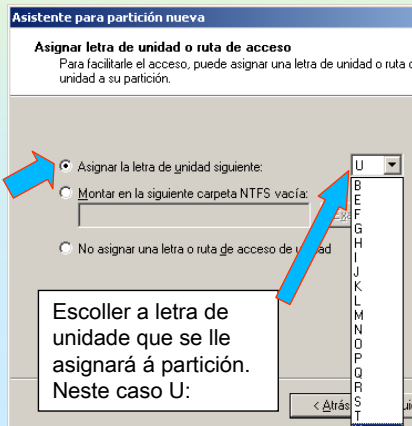 Asistente para partición nueva
Asignar letra de unidad o ruta de acceso
Para facilitarle el acceso, puede asignar una letra de unidad o ruta
unidad a su partición.
Asignar la letra de unidad siguiente:
U
Montar en la siguiente carpeta NTFS vacía:
No asignar una letra o ruta de acceso de unidad
B
E
F
G
H
I
J
K
L
M
N
O
P
Q
R
S
T
Escoller a letra de
unidade que se lle
asignará á partición.
Neste caso U:
< Atrás